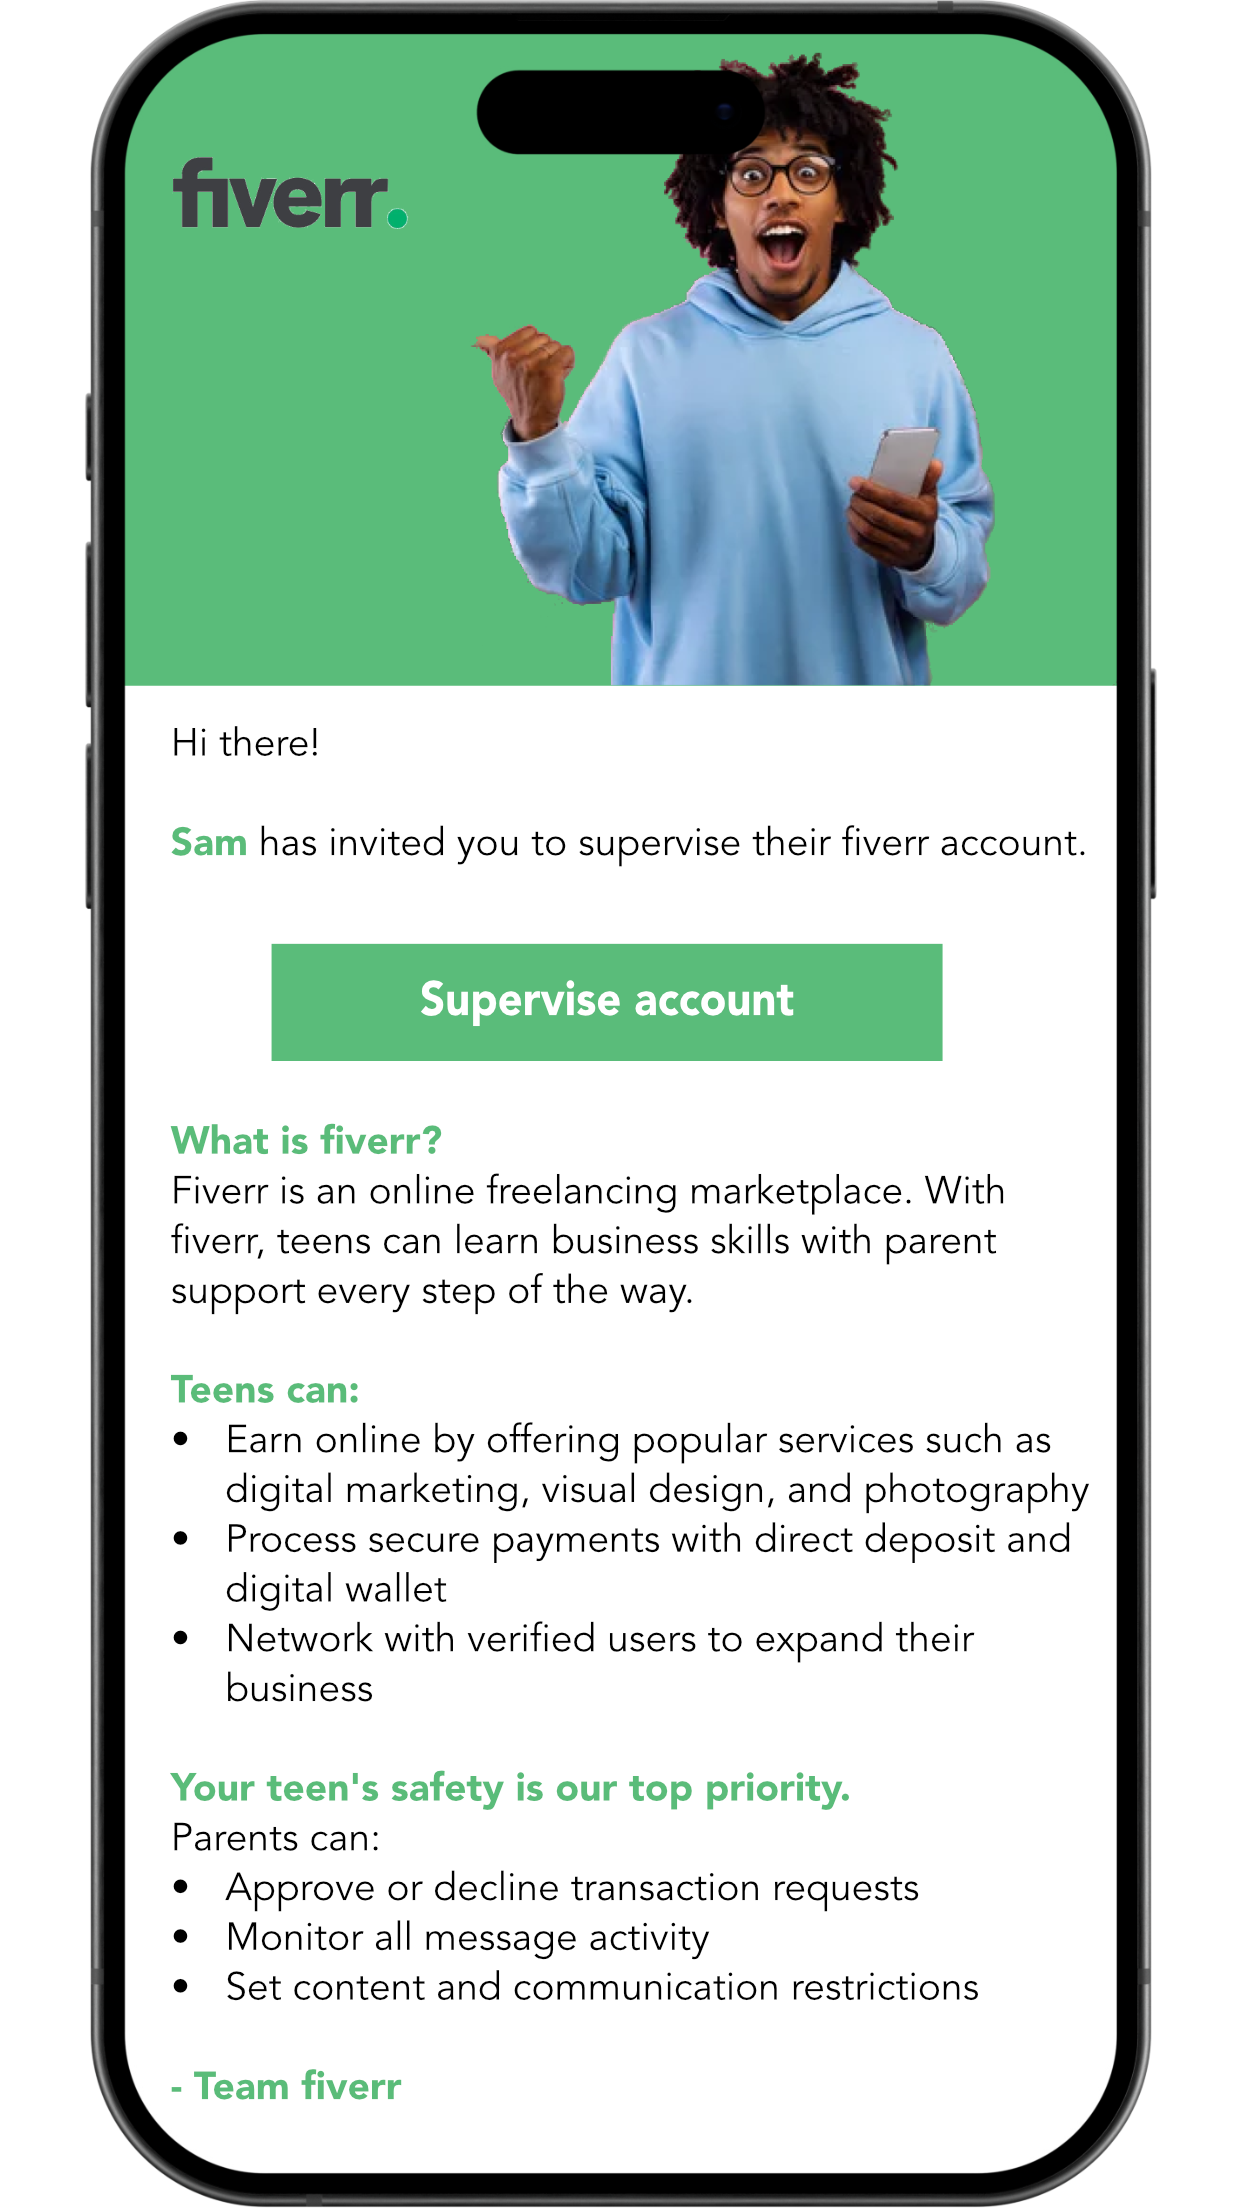 fiverr.
Hi there!
Sam has invited you to supervise their fiverr account.
Supervise account
What is fiverr?
Fiverr is an online freelancing marketplace. With
fiverr, teens can learn business skills with parent
support every step of the way.
Teens can:
• Earn online by offering popular services such as
digital marketing, visual design, and photography
• Process secure payments with direct deposit and
digital wallet
• Network with verified users to expand their
business
Your teen's safety is our top priority.
Parents can:
• Approve or decline transaction requests
• Monitor all message activity
• Set content and communication restrictions
- Team fiverr